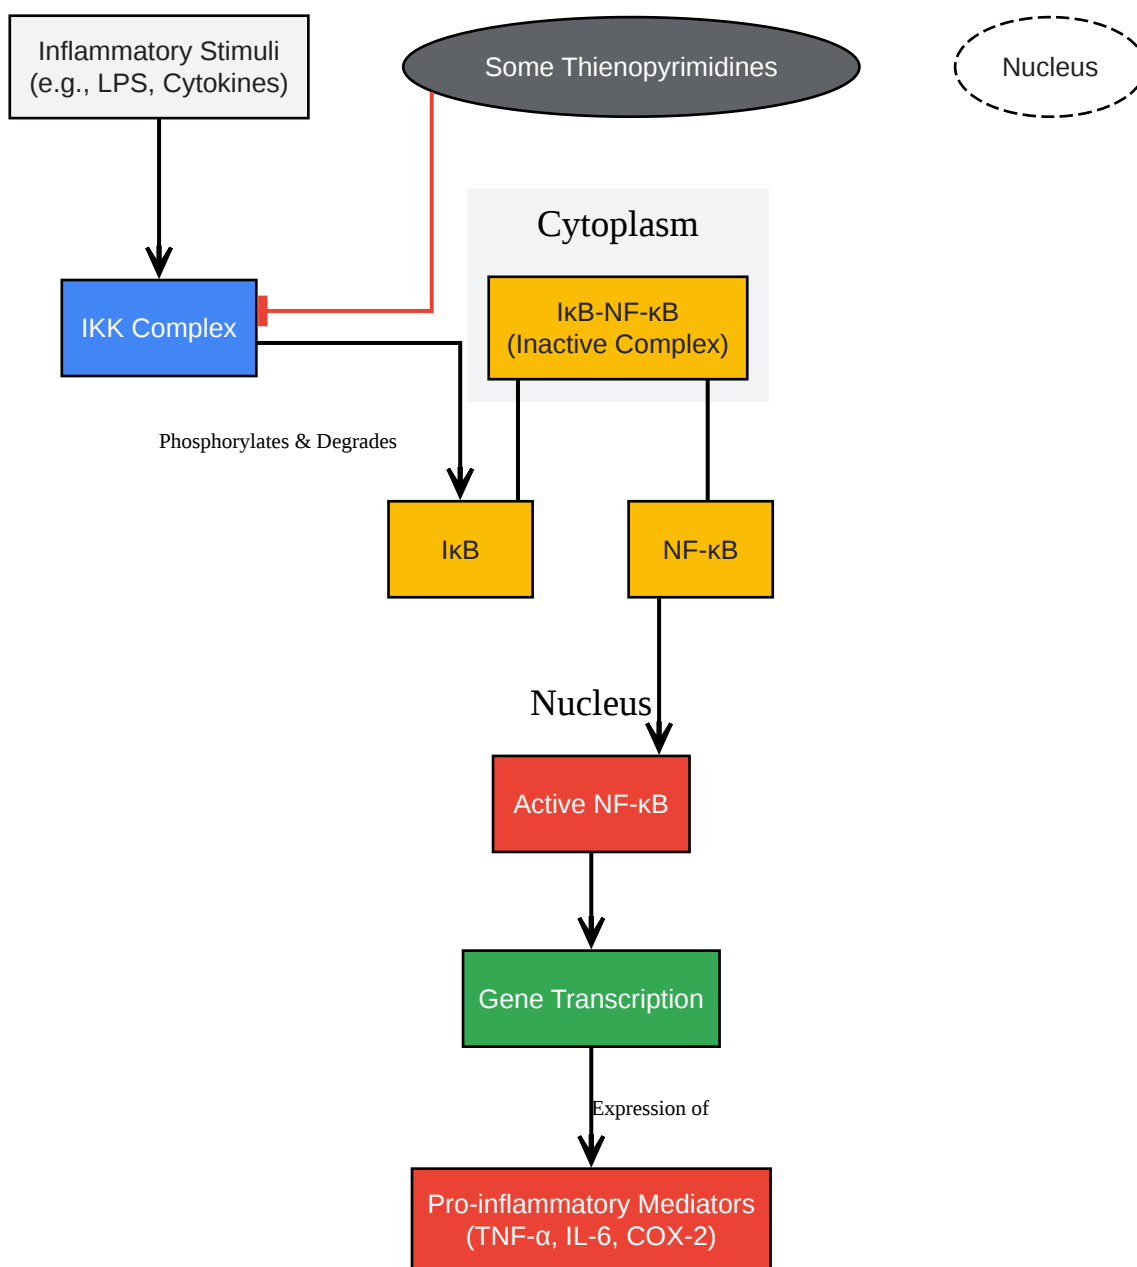 Inflammatory Stimuli
(e.g., LPS, Cytokines)
Some Thienopyrimidines
Nucleus
Cytoplasm
IKK Complex
IκB-NF-κB
(Inactive Complex)
Phosphorylates & Degrades
IκB
NF-κB
Nucleus
Active NF-κB
Gene Transcription
Expression of
Pro-inflammatory Mediators
(TNF-α, IL-6, COX-2)